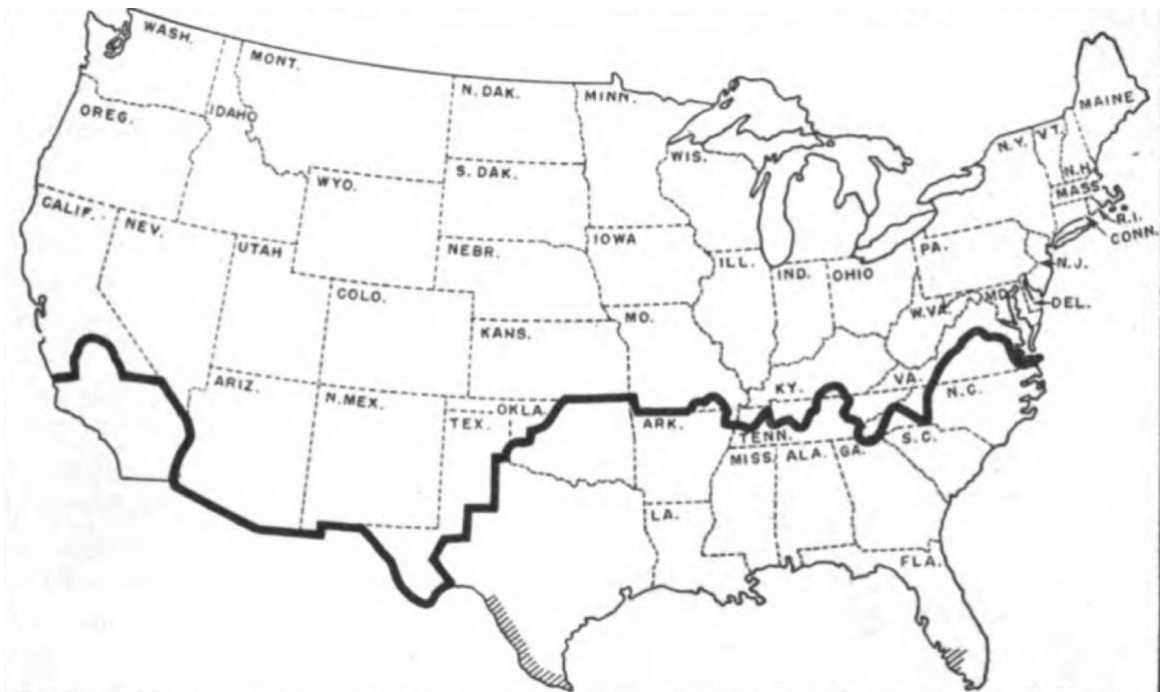 WASH.
MONT.
N. DAK.
MINN.
MAINE
OREG.
IDAHO
WIS.
N.Y.
VT.
N.H.
S. DAK.
WYO.
MASS.
CALIF.
NEV.
R.I.
CONN.
UTAH
NEBR.
IOWA
ILL.
IND.
OHIO
PA.
N.J.
COLO.
MD.
DEL.
W.VA.
KANS.
MO.
ARIZ.
N.MEX.
OKLA.
KY.
VA.
N.C.
TEX.
ARK.
TENN.
S.C.
MISS.
ALA.
GA.
LA.
FLA.